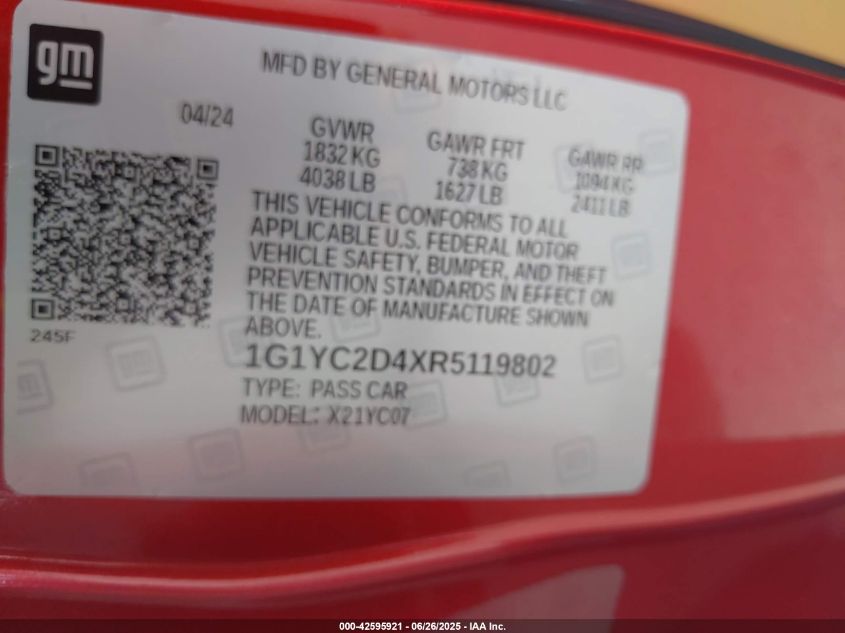 gm
MFD BY GENERAL MOTORS LLC
04/24
GVWR
1832 KG
4038 LB
GAWR FRT
738 KG
1627 LB
GAWR RR
1094 KG
2411 LB
THIS VEHICLE CONFORMS TO ALL
APPLICABLE U.S. FEDERAL MOTOR
VEHICLE SAFETY, BUMPER, AND THEFT
PREVENTION STANDARDS IN EFFECT ON
THE DATE OF MANUFACTURE SHOWN
ABOVE.
245F
1G1YC2D4XR5119802
TYPE: PASS CAR
MODEL: X21YC07
000-42595921 - 06/26/2025 - IAA Inc.